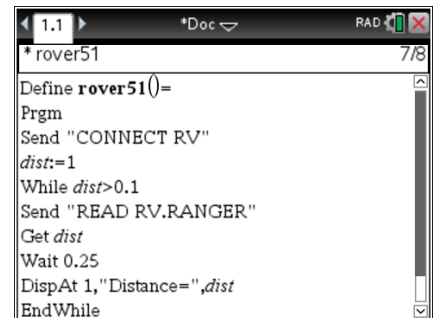 1.1 *Doc RAD
* rover51 7/8
Define rover51()=
Prgm
Send "CONNECT RV"
dist:=1
While dist>0.1
Send "READ RV.RANGER"
Get dist
Wait 0.25
DispAt 1,"Distance=",dist
EndWhile